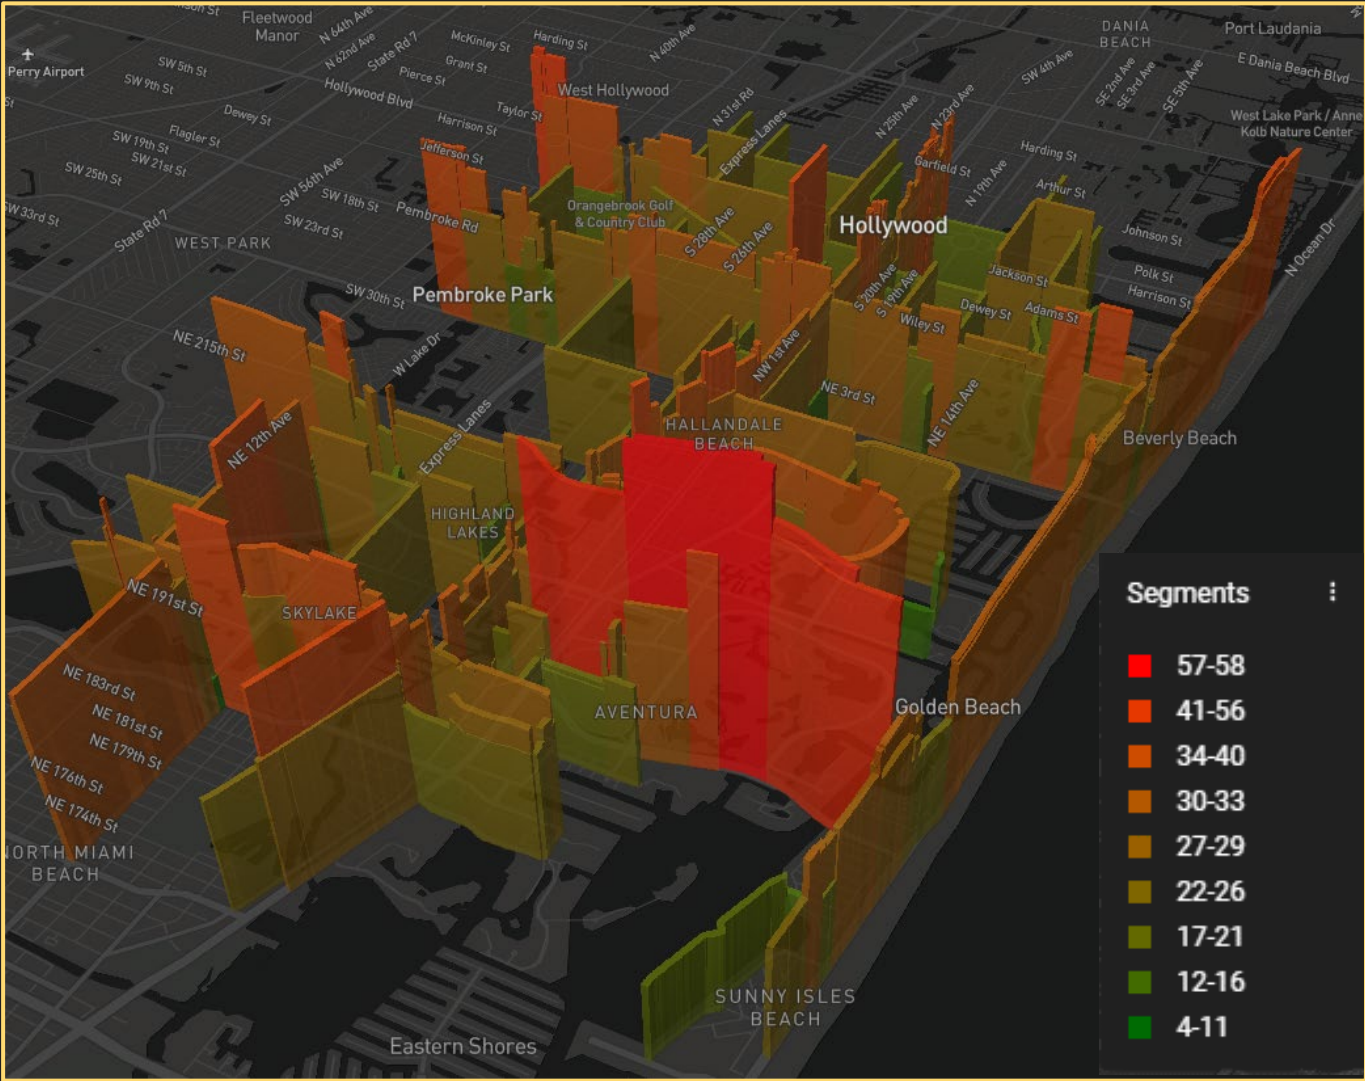 Fleetwood
Manor
N 64th Ave
N 62nd Ave
State Rd 7
McKinley St
Harding St
N 40th Ave
DANIA
BEACH
Port Laudania
Perry Airport
SW 5th St
SW 9th St
Grant St
Pierce St
Hollywood Blvd
West Hollywood
SW 4th Ave
SE 2nd Ave
SE 3rd Ave
SE 5th Ave
E Dania Beach Blvd
Dewey St
Taylor St
Harrison St
N 31st Rd
Express Lanes
N 25th Ave
N 23rd Ave
West Lake Park / Anne
Kolb Nature Center
SW 19th St
Flagler St
SW 21st St
Jefferson St
Garfield St
Harding St
SW 25th St
SW 56th Ave
SW 18th St
N 19th Ave
Arthur St
SW 33rd St
State Rd 7
SW 23rd St
Pembroke Rd
Orangebrook Golf
& Country Club
S 28th Ave
S 26th Ave
Hollywood
Johnson St
N Ocean Dr
WEST PARK
Jackson St
Polk St
Harrison St
SW 30th St
Pembroke Park
S 20th Ave
S 19th Ave
Dewey St
Adams St
Wiley St
NE 215th St
W Lake Dr
NW 1st Ave
NE 3rd St
NE 14th Ave
NE 12th Ave
Express Lanes
HALLANDALE
BEACH
Beverly Beach
HIGHLAND
LAKES
NE 191st St
SKYLAKE
Segments
57-58
41-56
34-40
30-33
27-29
22-26
17-21
12-16
4-11
NE 183rd St
NE 181st St
NE 179th St
NE 176th St
NE 174th St
AVENTURA
Golden Beach
NORTH MIAMI
BEACH
SUNNY ISLES
BEACH
Eastern Shores